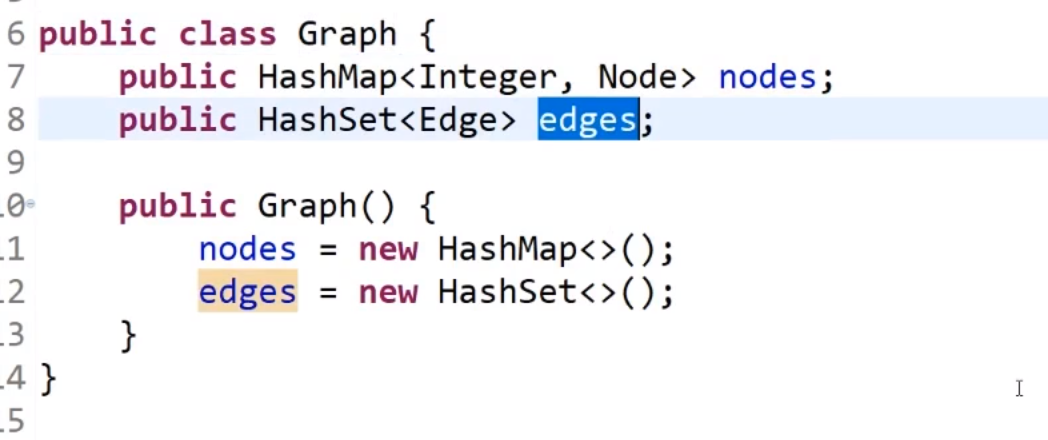 6 public class Graph {
7 public HashMap<Integer, Node> nodes;
8 public HashSet<Edge> edges;
9
10 public Graph() {
11 nodes = new HashMap<>();
12 edges = new HashSet<>();
13 }
14 }
15